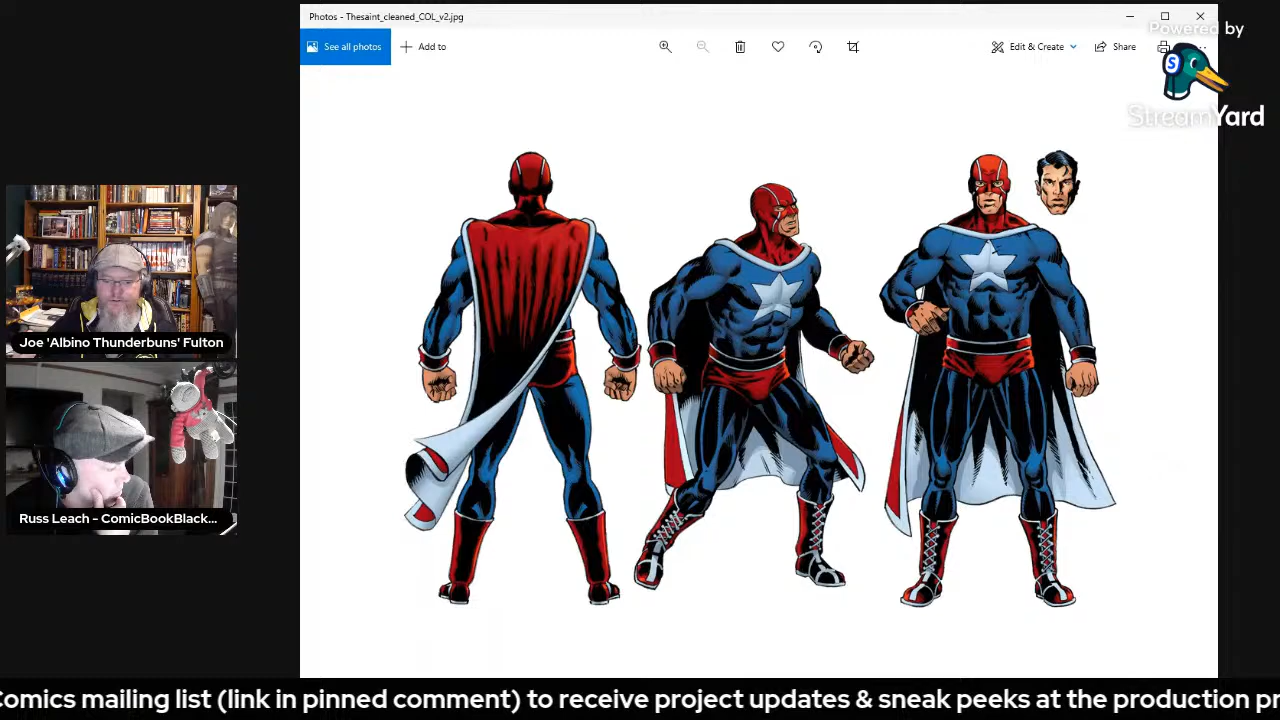 Photos - Thesaint_cleaned_COL_v2.jpg
See all photos
Add to
Edit & Create
Share
Powered by
S
StreamYard
Joe 'Albino Thunderbuns' Fulton
Russ Leach - ComicBookBlack...
Comics mailing list (link in pinned comment) to receive project updates & sneak peeks at the production pr